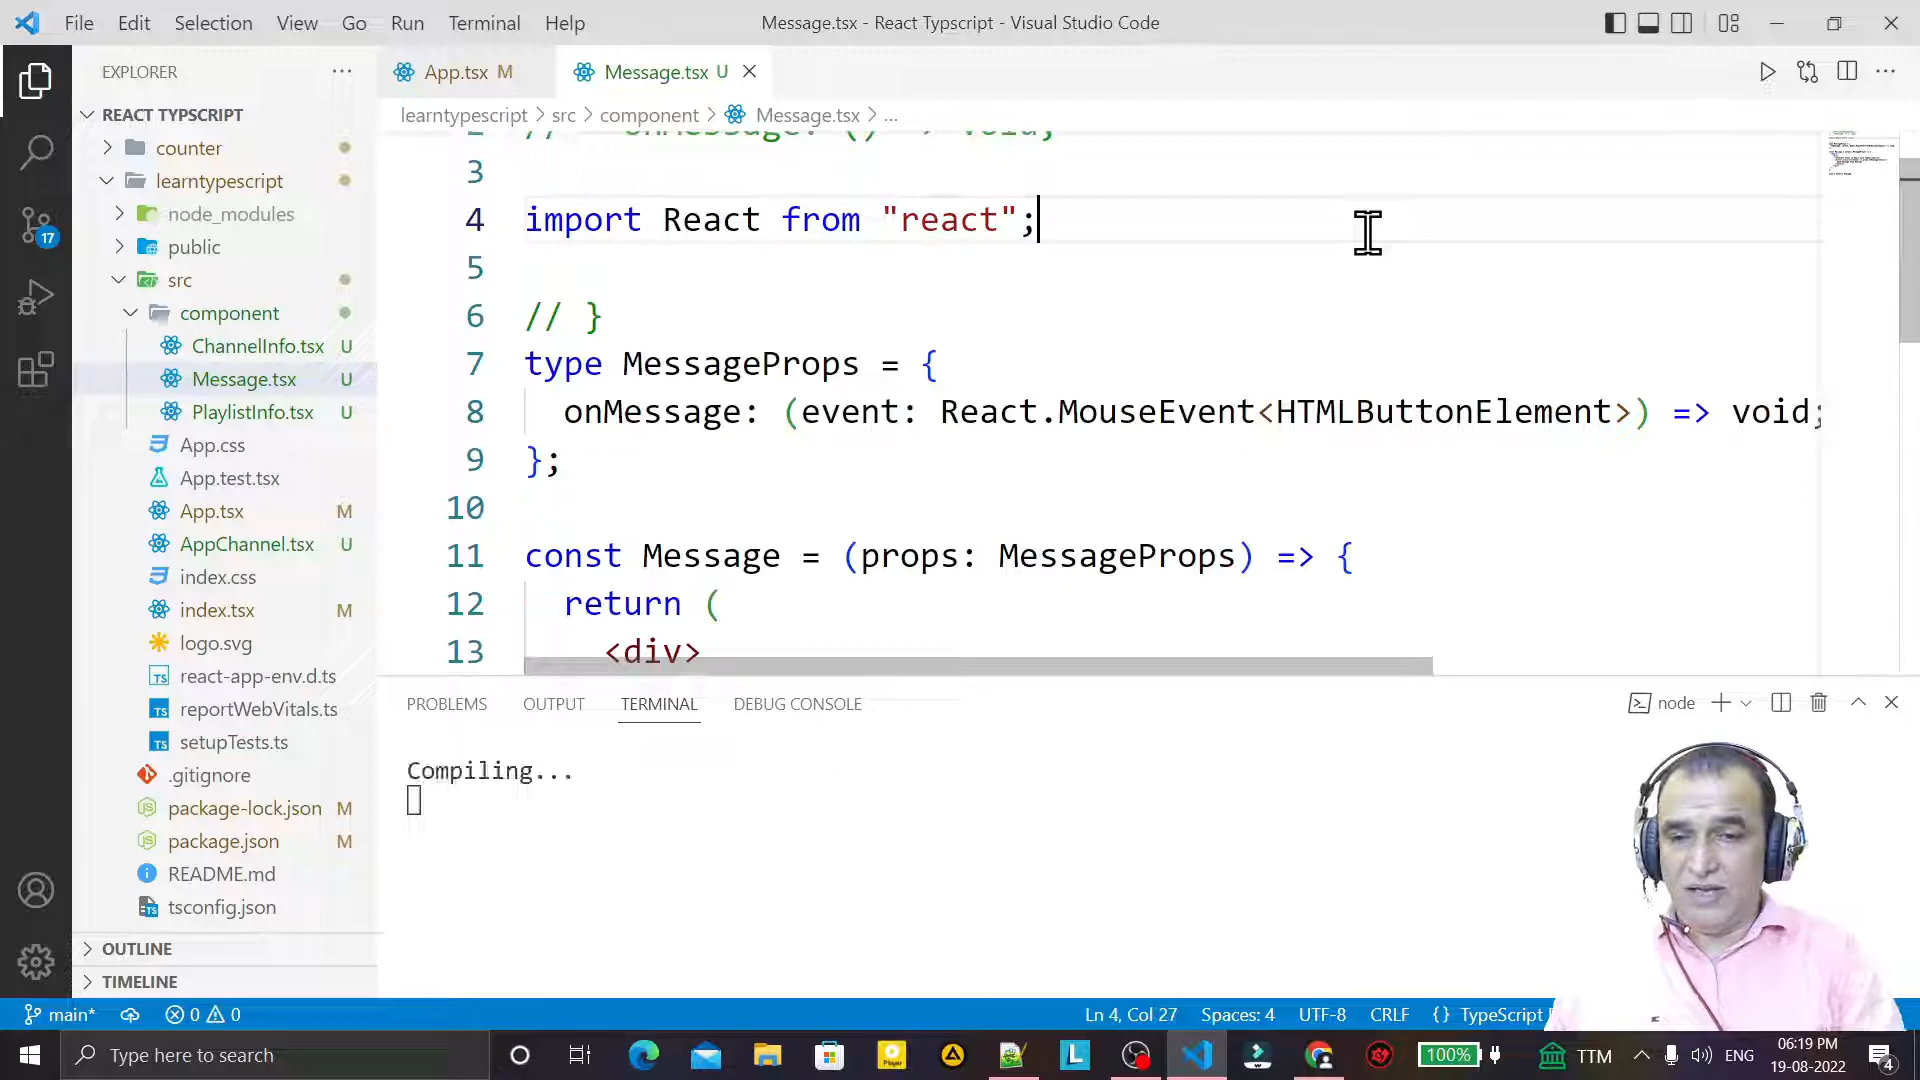 File Edit Selection View Go Run Terminal Help
Message.tsx - React Typscript - Visual Studio Code
EXPLORER
REACT TYPSCRIPT
counter
learntypescript
node_modules
public
src
component
ChannelInfo.tsx U
Message.tsx U
PlaylistInfo.tsx U
App.css
App.test.tsx
App.tsx M
AppChannel.tsx U
index.css
index.tsx M
logo.svg
react-app-env.d.ts
reportWebVitals.ts
setupTests.ts
.gitignore
package-lock.json M
package.json M
README.md
tsconfig.json
OUTLINE
TIMELINE
17
App.tsx M
Message.tsx U
learntypescript > src > component > Message.tsx > ...
2 // onMessage: () => void;
3
4 import React from "react";
5
6 // }
7 type MessageProps = {
8 onMessage: (event: React.MouseEvent<HTMLButtonElement>) => void;
9 };
10
11 const Message = (props: MessageProps) => {
12 return (
13 <div>
PROBLEMS OUTPUT TERMINAL DEBUG CONSOLE
node
Compiling...
main* 0 0
Ln 4, Col 27 Spaces: 4 UTF-8 CRLF {} TypeScript
Type here to search
Player
L
100%
TTM
ENG
06:19 PM
19-08-2022
4